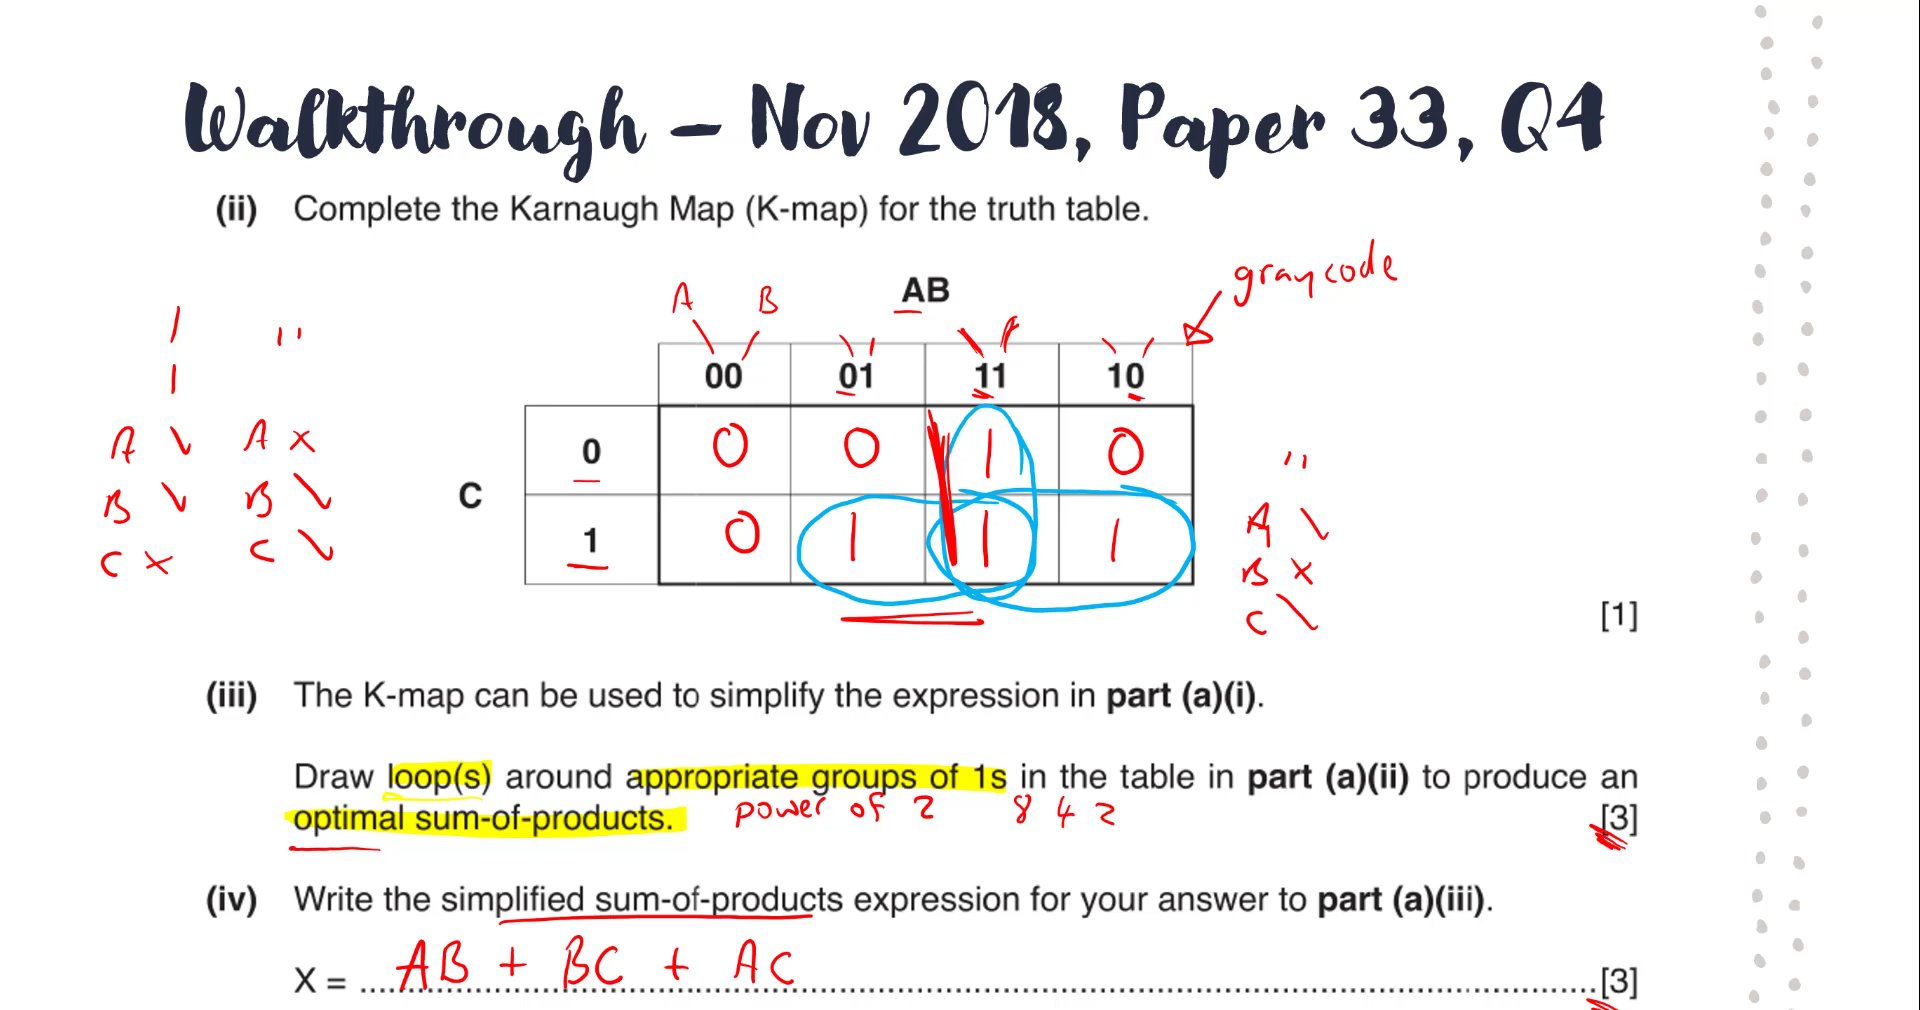 Walkthrough – Nov 2018, Paper 33, Q4
(ii) Complete the Karnaugh Map (K-map) for the truth table.
graycode
A B AB
1 ''
1
00 01 11 10
A \ A x
0 0 0 1 0
''
B \ B \
C
A \
C x C \
1 0 1 1 1
B x
C \
[1]
(iii) The K-map can be used to simplify the expression in part (a)(i).
Draw loop(s) around appropriate groups of 1s in the table in part (a)(ii) to produce an
optimal sum-of-products. power of 2 8 4 2 [3]
(iv) Write the simplified sum-of-products expression for your answer to part (a)(iii).
X = AB + BC + AC [3]